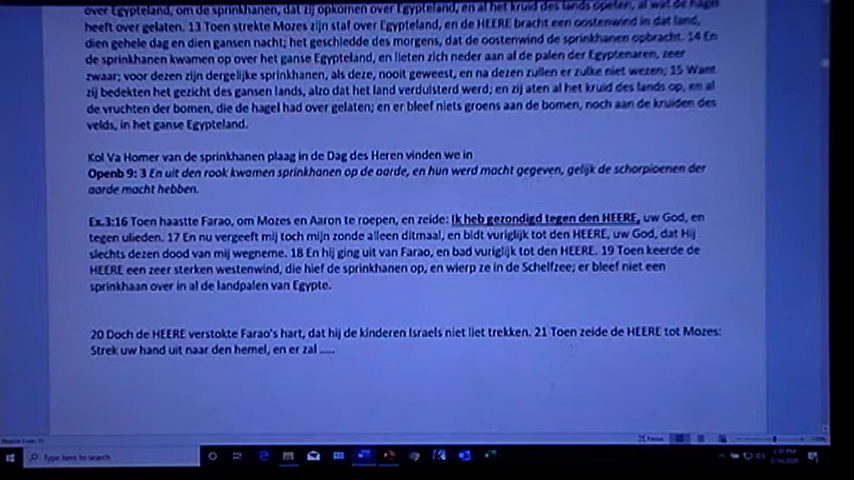 over Egypteland, om de sprinkhanen, dat zij opkomen over Egypteland, en al het kruid des lands opeten, al wat de hagel
heeft over gelaten. 13 Toen strekte Mozes zijn staf over Egypteland, en de HEERE bracht een oostenwind in dat land,
dien gehele dag en dien gansen nacht; het geschiedde des morgens, dat de oostenwind de sprinkhanen opbracht. 14 En
de sprinkhanen kwamen op over het ganse Egypteland, en lieten zich neder aan al de palen der Egyptenaren, zeer
zwaar; voor dezen zijn dergelijke sprinkhanen, als deze, nooit geweest, en na dezen zullen er zulke niet wezen; 15 Want
zij bedekten het gezicht des gansen lands, alzo dat het land verduisterd werd; en zij aten al het kruid des lands op, en al
de vruchten der bomen, die de hagel had over gelaten; en er bleef niets groens aan de bomen, noch aan de kruiden des
velds, in het ganse Egypteland.
Kol Va Homer van de sprinkhanen plaag in de Dag des Heren vinden we in
Openb 9: 3 En uit den rook kwamen sprinkhanen op de aarde, en hun werd macht gegeven, gelijk de schorpioenen der
aarde macht hebben.
Ex.3:16 Toen haastte Farao, om Mozes en Aaron te roepen, en zeide: Ik heb gezondigd tegen den HEERE, uw God, en
tegen ulieden. 17 En nu vergeeft mij toch mijn zonde alleen ditmaal, en bidt vuriglijk tot den HEERE, uw God, dat Hij
slechts dezen dood van mij wegneme. 18 En hij ging uit van Farao, en bad vuriglijk tot den HEERE. 19 Toen keerde de
HEERE een zeer sterken westenwind, die hief de sprinkhanen op, en wierp ze in de Schelfzee; er bleef niet een
sprinkhaan over in al de landpalen van Egypte.
20 Doch de HEERE verstokte Farao's hart, dat hij de kinderen Israels niet liet trekken. 21 Toen zeide de HEERE tot Mozes:
Strek uw hand uit naar den hemel, en er zal .....
Focus
Type here to search